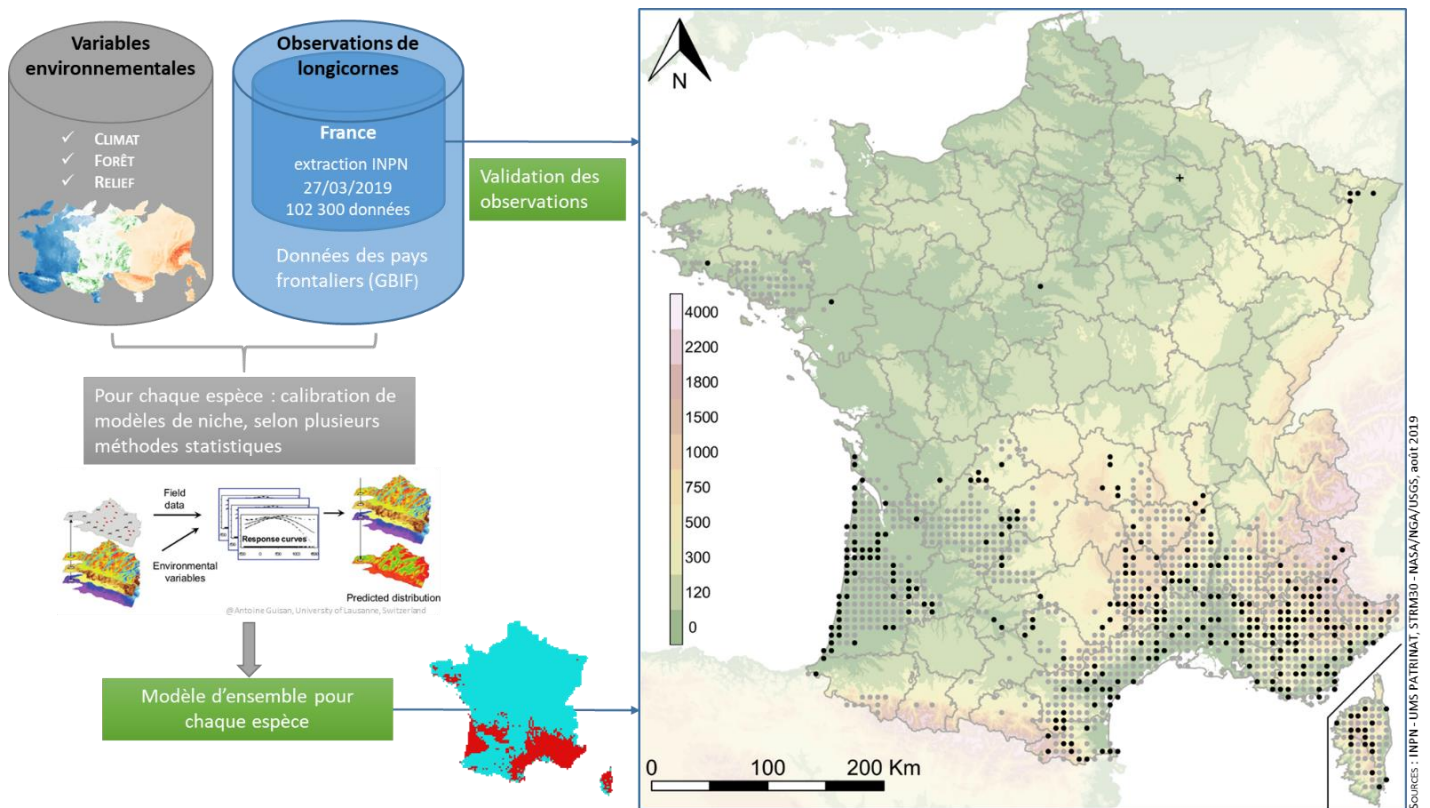 Variables
environnementales
✓ CLIMAT
✓ FORÊT
✓ RELIEF
Observations de
longicornes
France
extraction INPN
27/03/2019
102 300 données
Données des pays
frontaliers (GBIF)
Validation des
observations
Pour chaque espèce : calibration de
modèles de niche, selon plusieurs
méthodes statistiques
Field
data
Environmental
variables
Response curves
Predicted distribution
@Antoine Guisan, University of Lausanne, Switzerland
Modèle d’ensemble pour
chaque espèce
N
4000
2200
1800
1500
1000
750
500
300
120
0
0 100 200 Km
SOURCES : INPN - UMS PATRINAT, STRM30 - NASA/NGA/USGS, août 2019